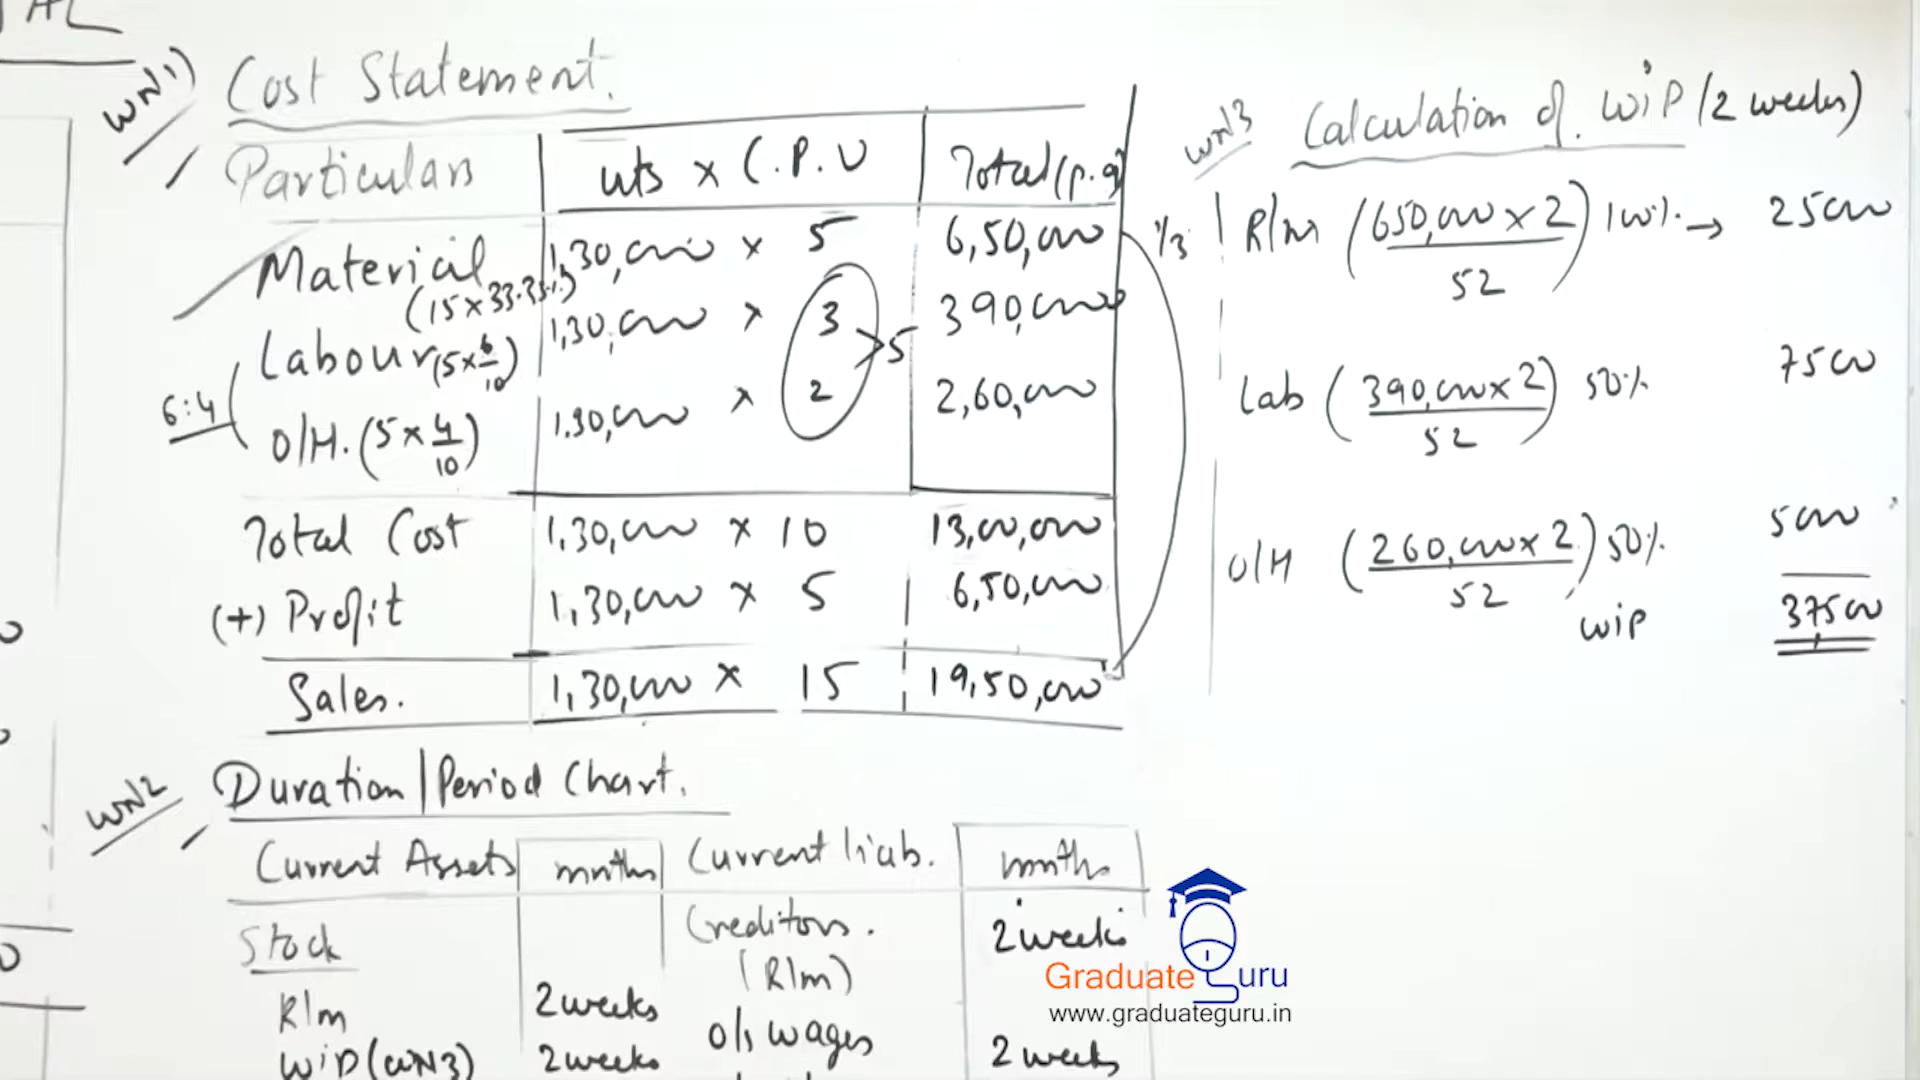 WN1) Cost Statement.
Particulars uts x C.P.U Total (p.a)
Material 1,30,000 x 5 6,50,000
(15 x 33.33%)
Labour (5 x 6/10) 1,30,000 x 3 390,000
6:4 >5
O/H. (5 x 4/10) 1.30,000 x 2 2,60,000
Total Cost 1,30,000 x 10 13,00,000
(+) Profit 1,30,000 x 5 6,50,000
Sales. 1,30,000 x 15 19,50,000
1/3
WN2 Duration/Period Chart.
Current Assets months Current liab. months
Stock Creditors. 2 weeks
(R/m)
R/m 2 weeks
o/s wages 2 weeks
WiP (WN3) 2 weeks
WN3 Calculation of WiP (2 weeks)
R/m (650,000 x 2 / 52) 100% → 25000
Lab (390,000 x 2 / 52) 50% 7500
O/H (260,000 x 2 / 52) 50% 5000
WiP 37,500
Graduate Guru
www.graduateguru.in